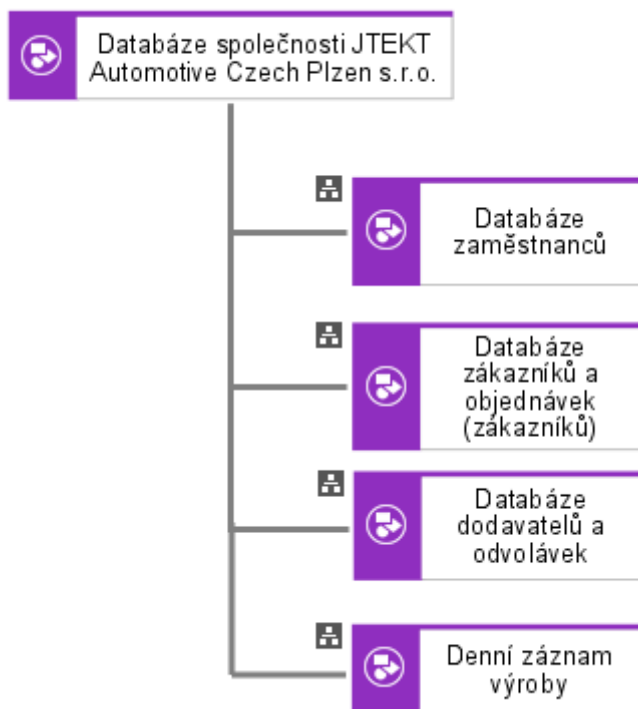 Databáze společnosti JTEKT
Automotive Czech Plzen s.r.o.
Databáze
zaměstnanců
Databáze
zákazníků a
objednávek
(zákazníků)
Databáze
dodavatelů a
odvolávek
Denní záznam
výroby